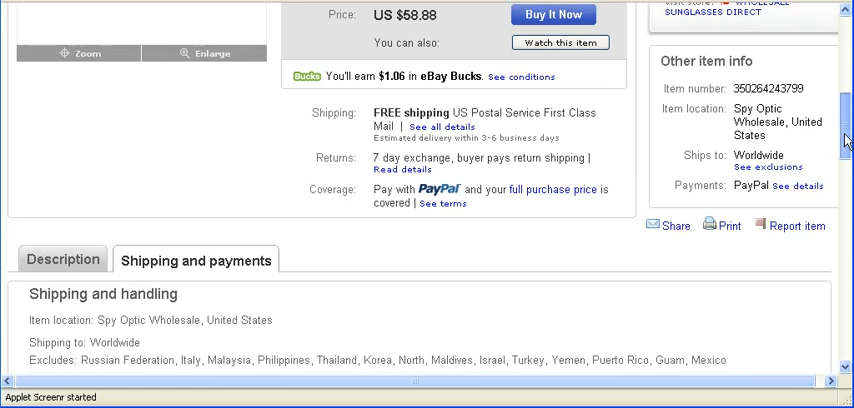 visit store: WHOLESALE
SUNGLASSES DIRECT
Price: US $58.88 Buy It Now
You can also: Watch this item
Zoom Enlarge
Bucks You'll earn $1.06 in eBay Bucks. See conditions
Shipping: FREE shipping US Postal Service First Class
Mail | See all details
Estimated delivery within 3-6 business days
Returns: 7 day exchange, buyer pays return shipping |
Read details
Coverage: Pay with PayPal and your full purchase price is
covered | See terms
Other item info
Item number: 350264243799
Item location: Spy Optic
Wholesale, United
States
Ships to: Worldwide
See exclusions
Payments: PayPal See details
Share Print Report item
Description Shipping and payments
Shipping and handling
Item location: Spy Optic Wholesale, United States
Shipping to: Worldwide
Excludes: Russian Federation, Italy, Malaysia, Philippines, Thailand, Korea, North, Maldives, Israel, Turkey, Yemen, Puerto Rico, Guam, Mexico
Applet Screenr started